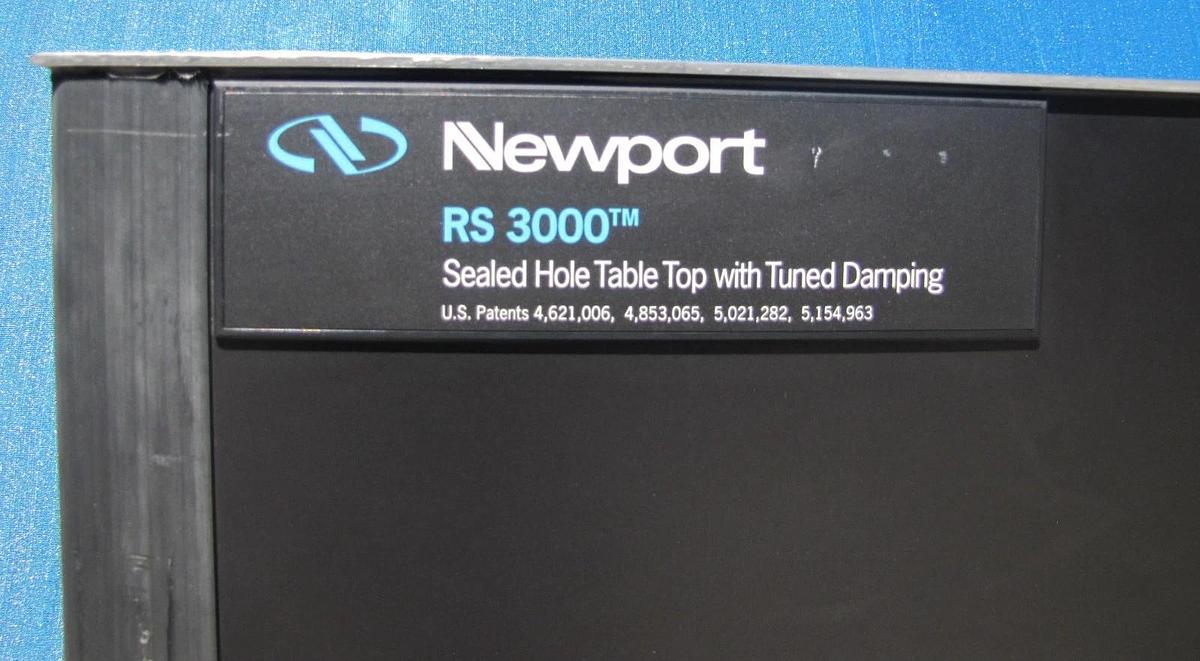 Newport
RS 3000™
Sealed Hole Table Top with Tuned Damping
U.S. Patents 4,621,006, 4,853,065, 5,021,282, 5,154,963